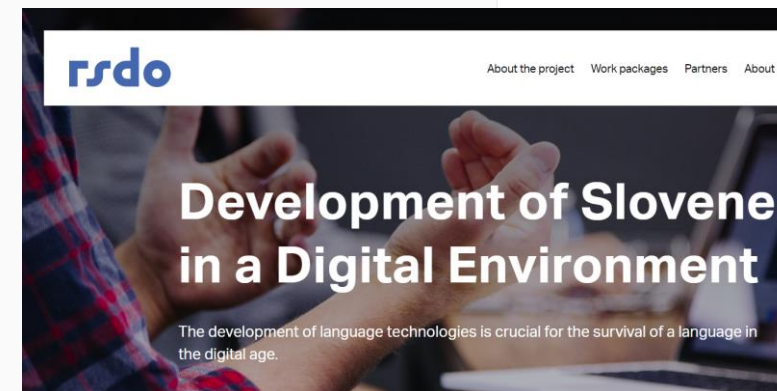 rsdo
About the project Work packages Partners About
Development of Slovene
in a Digital Environment
The development of language technologies is crucial for the survival of a language in
the digital age.